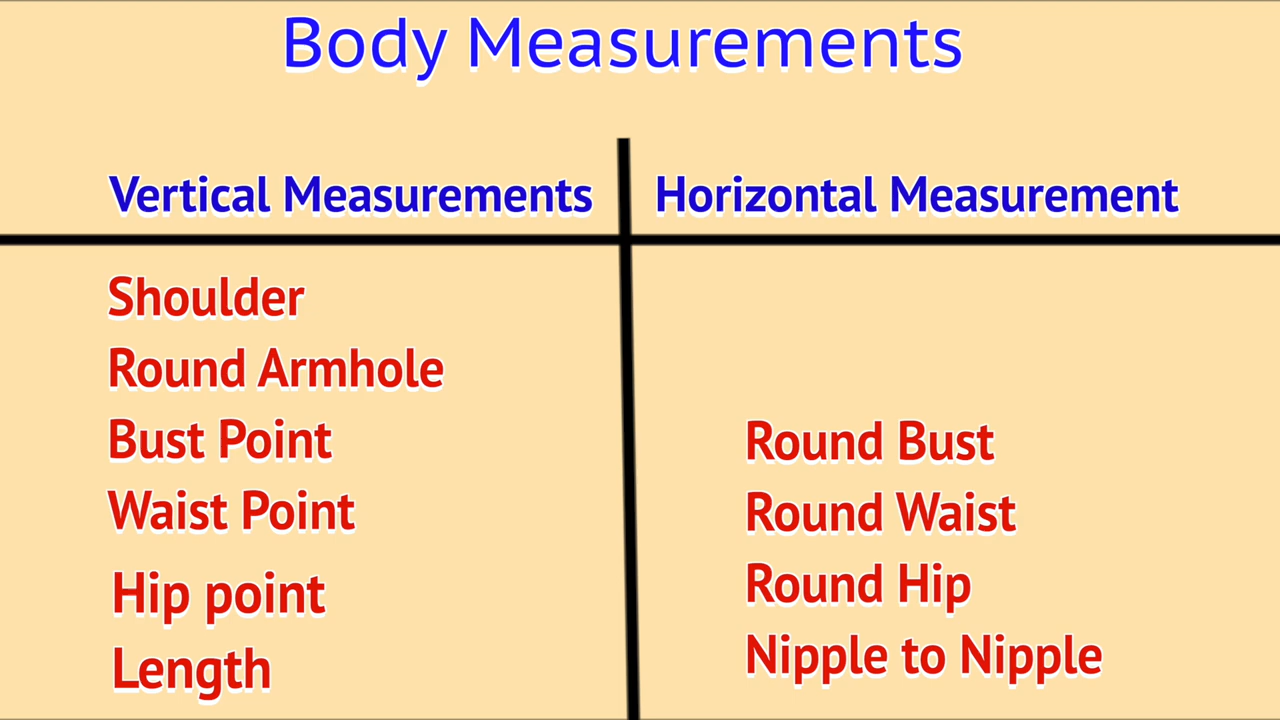 Body Measurements
Vertical Measurements
Horizontal Measurement
Shoulder
Round Armhole
Bust Point
Waist Point
Hip point
Length
Round Bust
Round Waist
Round Hip
Nipple to Nipple